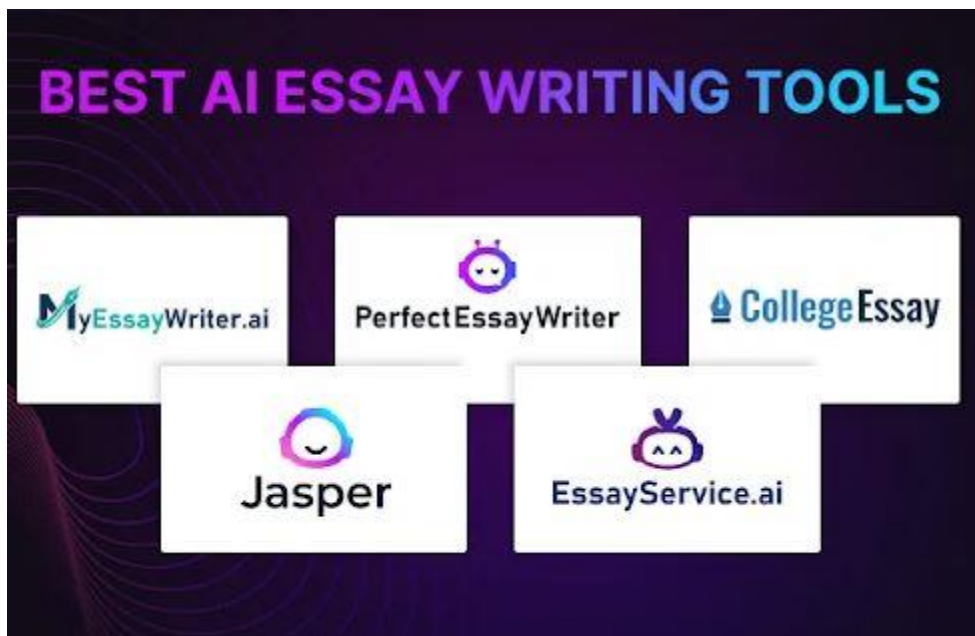 BEST AI ESSAY WRITING TOOLS
MyEssayWriter.ai
PerfectEssayWriter
CollegeEssay
Jasper
EssayService.ai